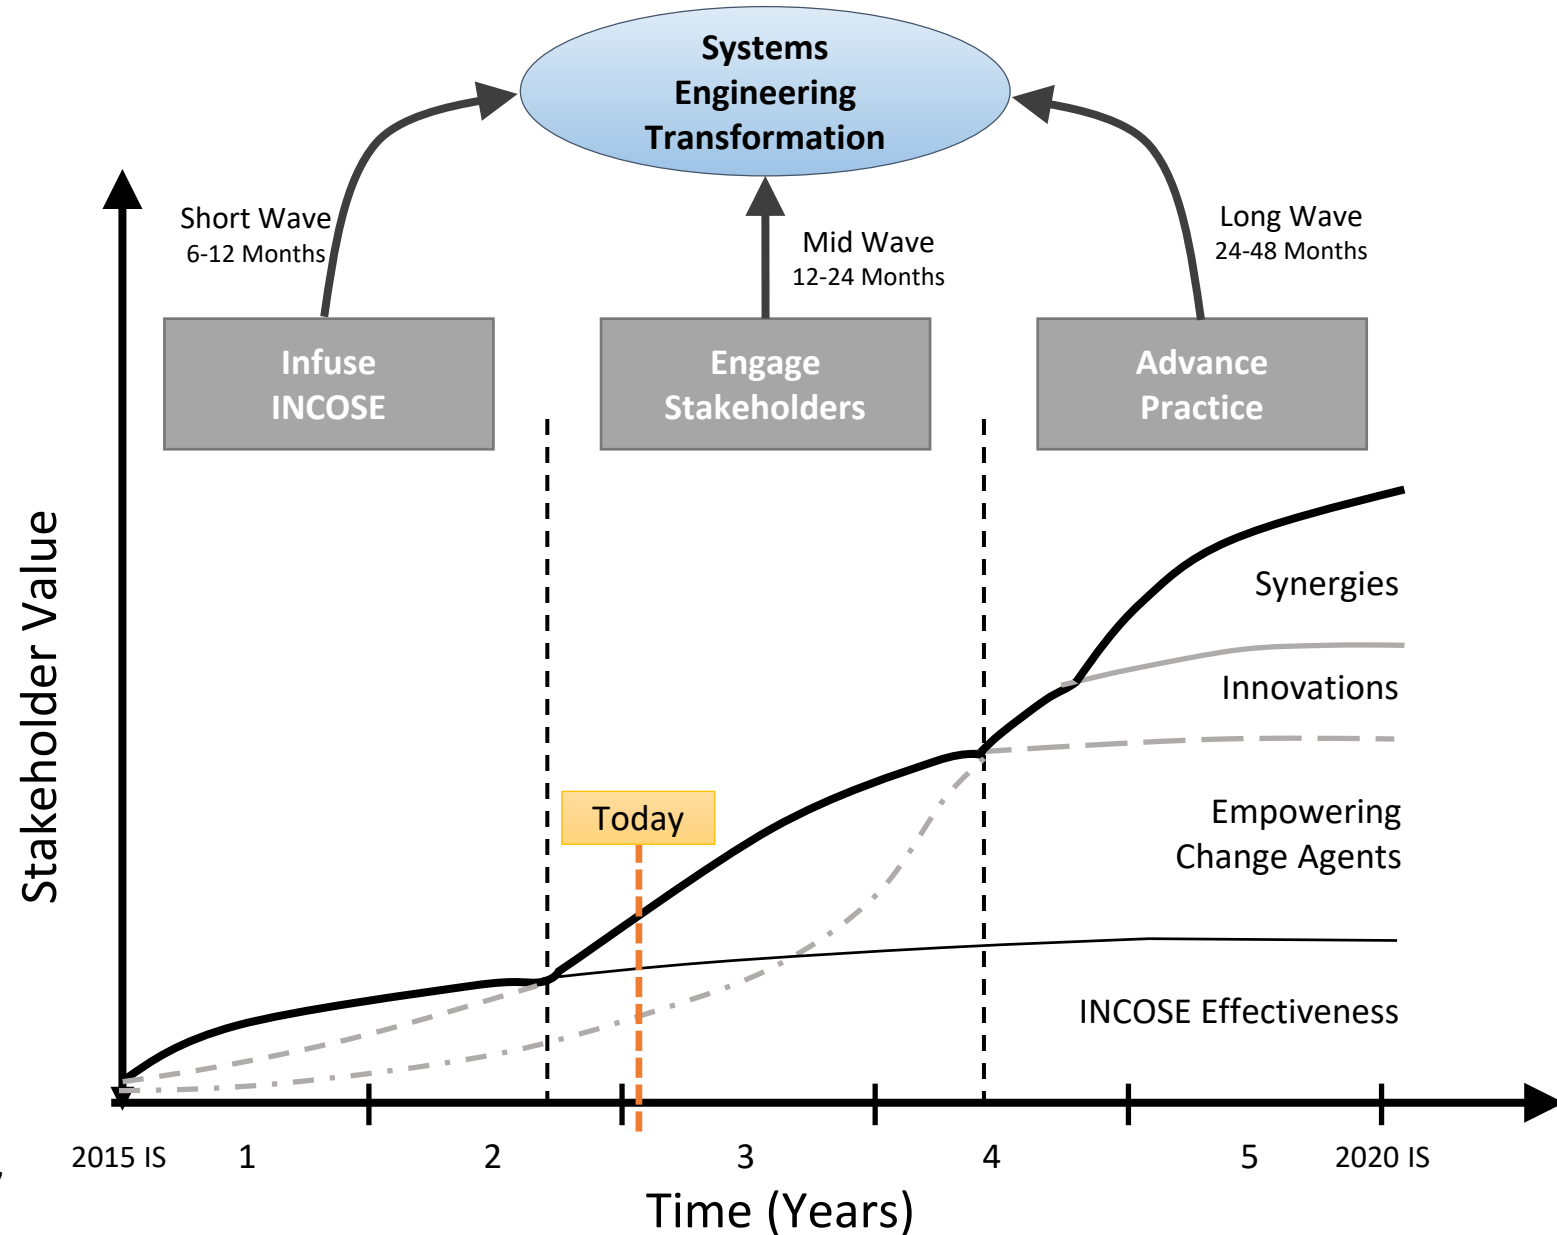 Systems
Engineering
Transformation
Short Wave
6-12 Months
Mid Wave
12-24 Months
Long Wave
24-48 Months
Infuse
INCOSE
Engage
Stakeholders
Advance
Practice
Stakeholder Value
Synergies
Innovations
Today
Empowering
Change Agents
INCOSE Effectiveness
2015 IS 1 2 3 4 5 2020 IS
,
Time (Years)